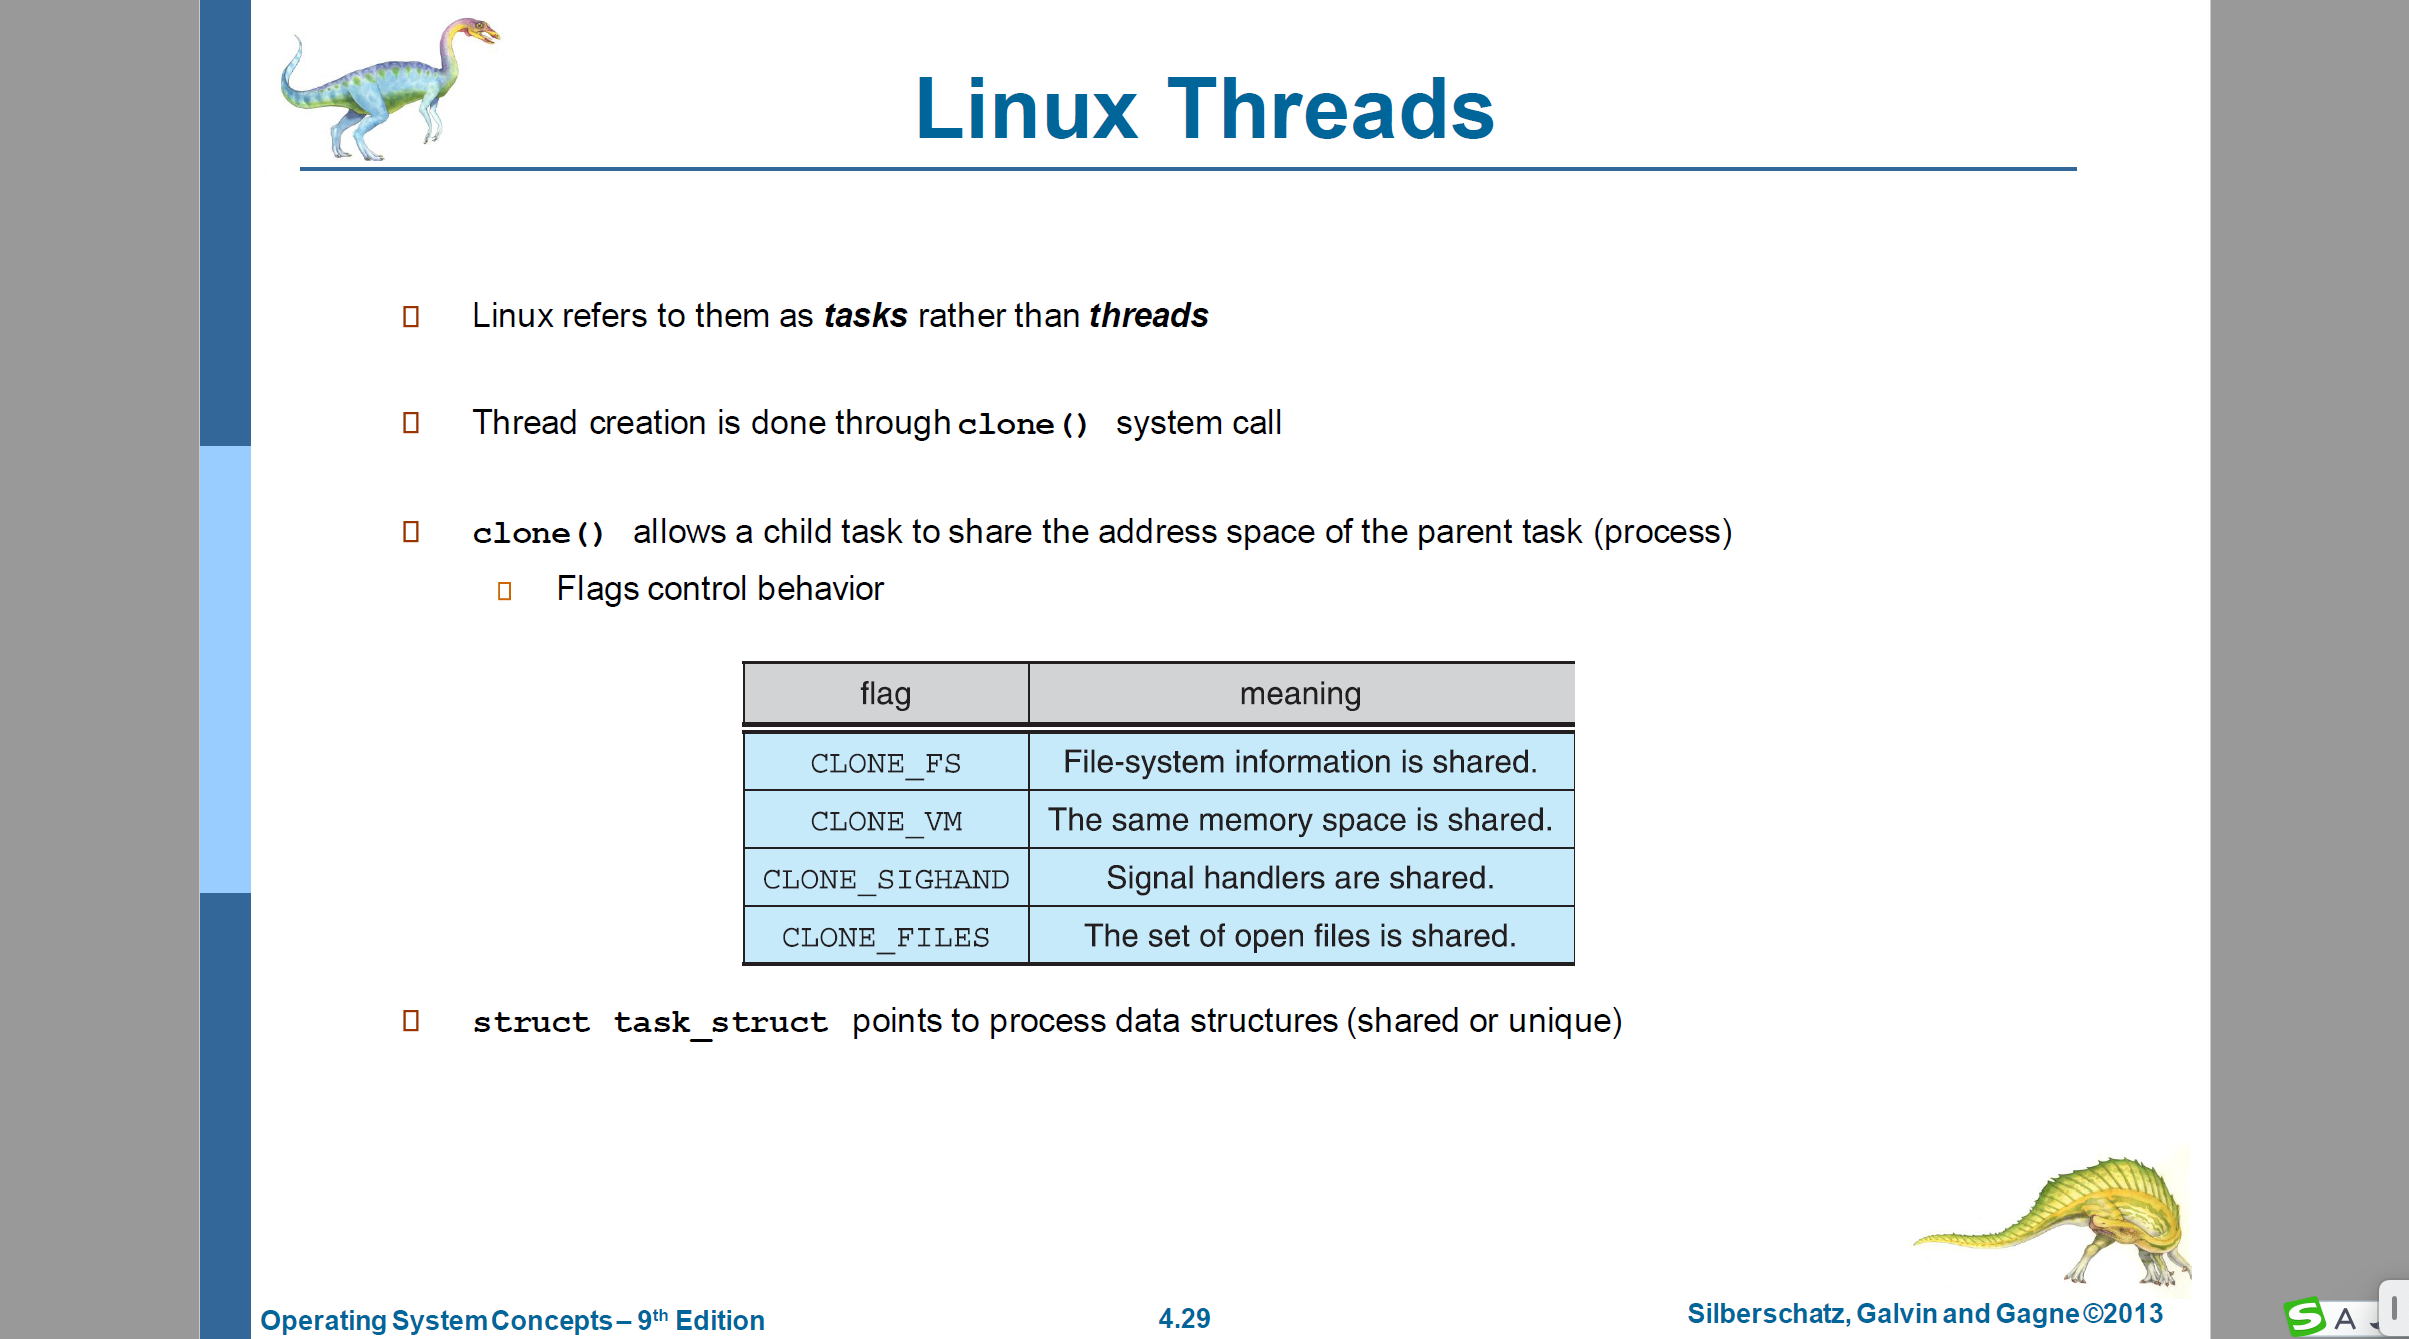 Linux Threads
Linux refers to them as tasks rather than threads
Thread creation is done through clone() system call
clone() allows a child task to share the address space of the parent task (process)
Flags control behavior
flag meaning
CLONE_FS File-system information is shared.
CLONE_VM The same memory space is shared.
CLONE_SIGHAND Signal handlers are shared.
CLONE_FILES The set of open files is shared.
struct task_struct points to process data structures (shared or unique)
Operating System Concepts – 9th Edition 4.29 Silberschatz, Galvin and Gagne ©2013
S A